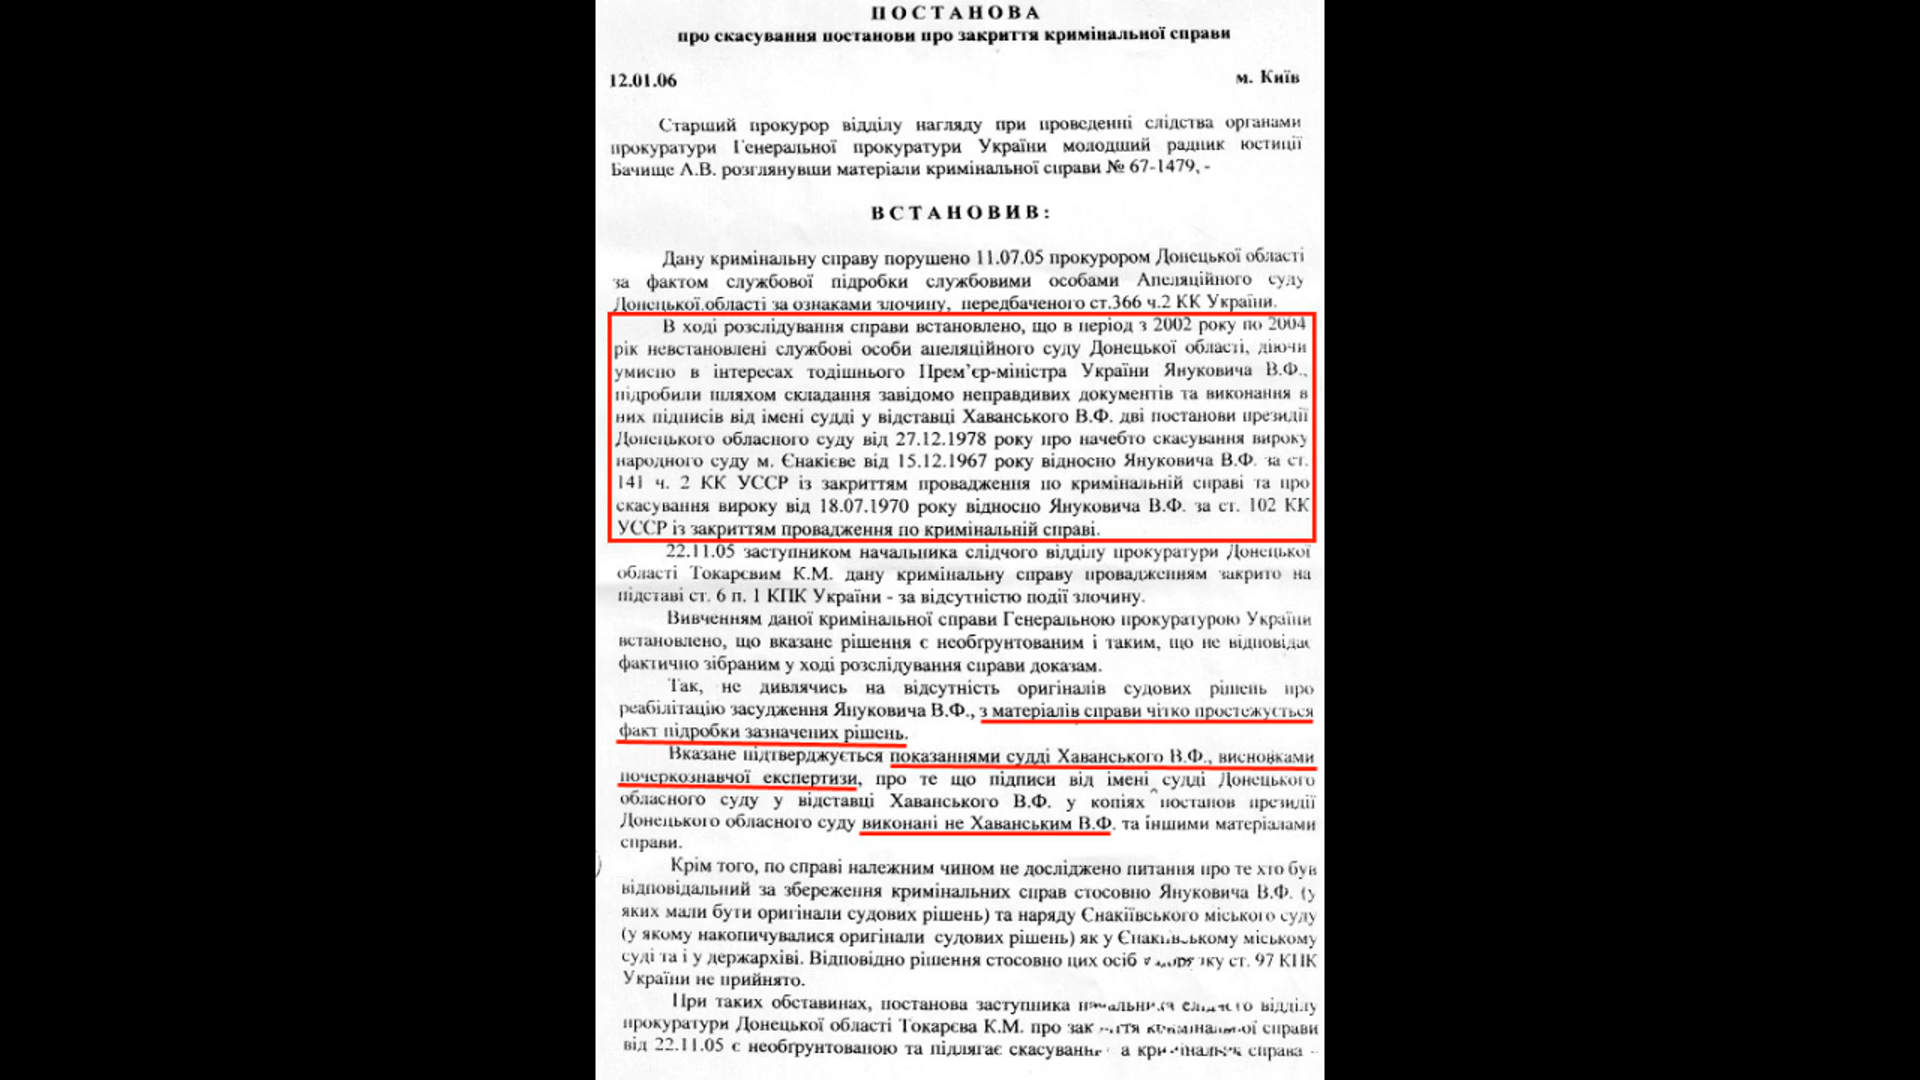 ПОСТАНОВА
про скасування постанови про закриття кримінальної справи
12.01.06 м. Київ
Старший прокурор відділу нагляду при проведенні слідства органами
прокуратури Генеральної прокуратури України молодший радник юстиції
Бачище А.В. розглянувши матеріали кримінальної справи № 67-1479, -
ВСТАНОВИВ:
Дану кримінальну справу порушено 11.07.05 прокурором Донецької області
за фактом службової підробки службовими особами Апеляційного суду
Донецької області за ознаками злочину, передбаченого ст.366 ч.2 КК України.
В ході розслідування справи встановлено, що в період з 2002 року по 2004
рік невстановлені службові особи апеляційного суду Донецької області, діючи
умисно в інтересах тодішнього Прем’єр-міністра України Януковича В.Ф.,
підробили шляхом складання завідомо неправдивих документів та виконання в
них підписів від імені судді у відставці Хаванського В.Ф. дві постанови президії
Донецького обласного суду від 27.12.1978 року про начебто скасування вироку
народного суду м. Єнакієве від 15.12.1967 року відносно Януковича В.Ф. за ст.
141 ч. 2 КК УССР із закриттям провадження по кримінальній справі та про
скасування вироку від 18.07.1970 року відносно Януковича В.Ф. за ст. 102 КК
УССР із закриттям провадження по кримінальній справі.
22.11.05 заступником начальника слідчого відділу прокуратури Донецької
області Токарєвим К.М. дану кримінальну справу провадженням закрито на
підставі ст. 6 п. 1 КПК України - за відсутністю події злочину.
Вивченням даної кримінальної справи Генеральною прокуратурою України
встановлено, що вказане рішення є необґрунтованим і таким, що не відповідає
фактично зібраним у ході розслідування справи доказам.
Так, не дивлячись на відсутність оригіналів судових рішень про
реабілітацію засудження Януковича В.Ф., з матеріалів справи чітко простежується
факт підробки зазначених рішень.
Вказане підтверджується показаннями судді Хаванського В.Ф., висновками
почеркознавчої експертизи, про те що підписи від імені судді Донецького
обласного суду у відставці Хаванського В.Ф. у копіях постанов президії
Донецького обласного суду виконані не Хаванським В.Ф. та іншими матеріалами
справи.
Крім того, по справі належним чином не досліджено питання про те хто був
відповідальний за збереження кримінальних справ стосовно Януковича В.Ф. (у
яких мали бути оригінали судових рішень) та наряду Єнакіївського міського суду
(у якому накопичувалися оригінали судових рішень) як у Єнакіївському міському
суді та і у держархіві. Відповідно рішення стосовно цих осіб в порядку ст. 97 КПК
України не прийнято.
При таких обставинах, постанова заступника начальника слідчого відділу
прокуратури Донецької області Токарєва К.М. про закриття кримінальної справи
від 22.11.05 є необґрунтованою та підлягає скасуванню а кримінальна справа -